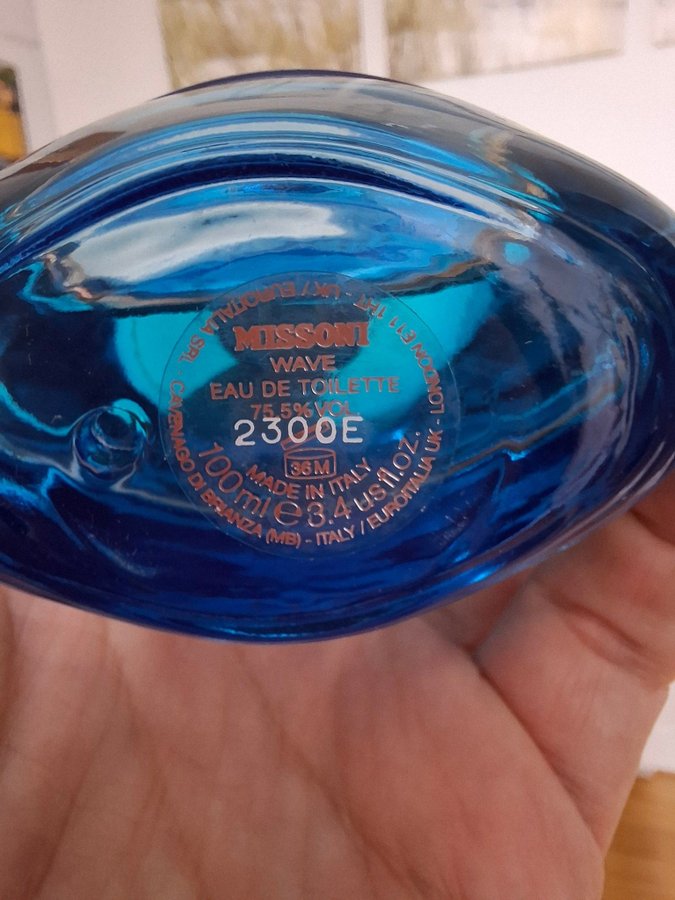 MISSONI
WAVE
EAU DE TOILETTE
75.5% VOL
2300E
36M
MADE IN ITALY
100 ml e 3.4 us fl.oz.
EUROITALIA SRL - CAVENAGO DI BRIANZA (MB) - ITALY / EUROITALIA UK - LONDON E11 1HT - UK /